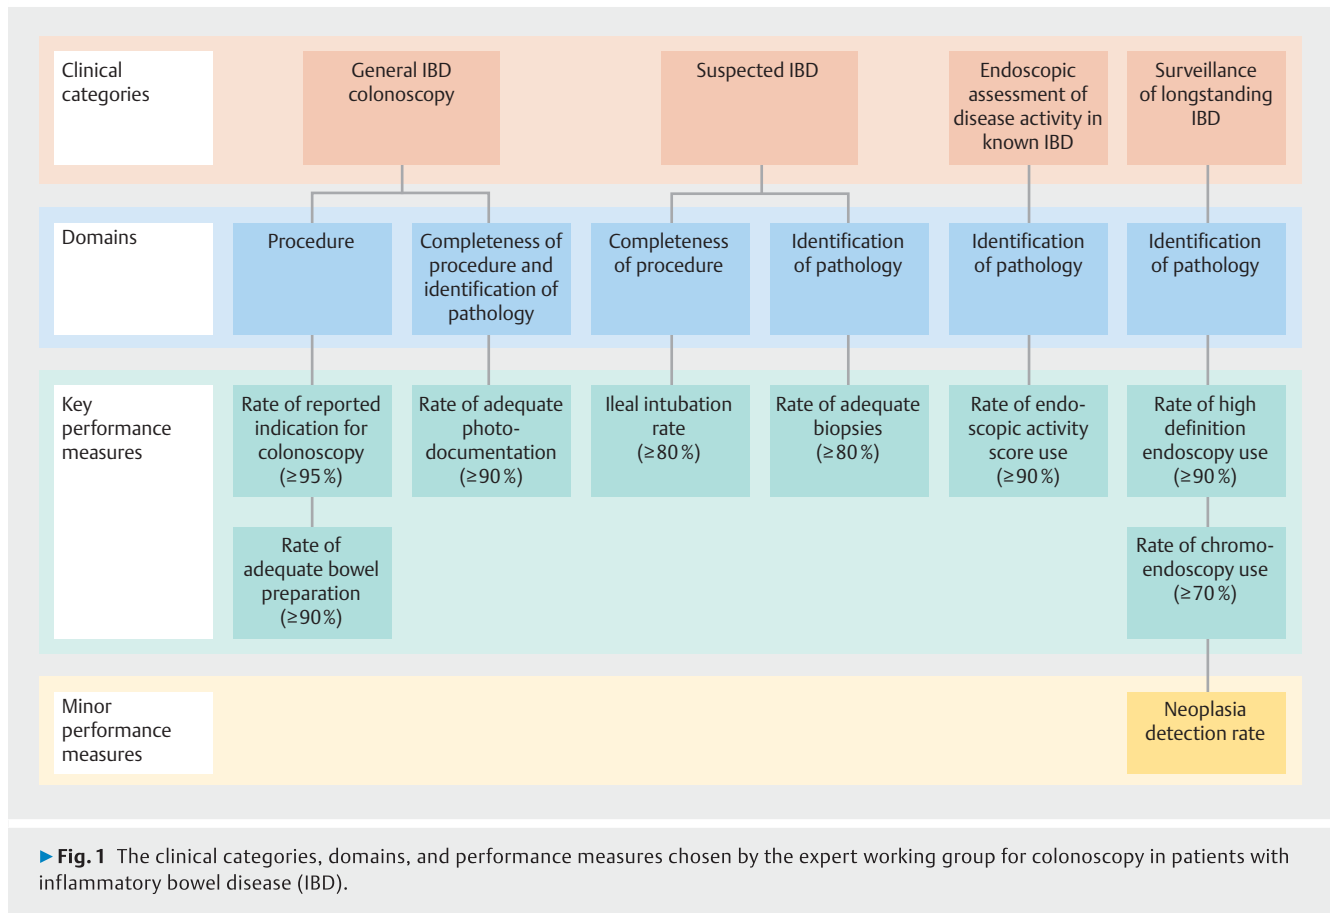 Clinical
categories
General IBD
colonoscopy
Suspected IBD
Endoscopic
assessment of
disease activity in
known IBD
Surveillance
of longstanding
IBD
Domains
Procedure
Completeness of
procedure and
identification of
pathology
Completeness
of procedure
Identification
of pathology
Identification
of pathology
Identification
of pathology
Key
performance
measures
Rate of reported
indication for
colonoscopy
(≥95 %)
Rate of adequate
photo-
documentation
(≥90 %)
Ileal intubation
rate
(≥80 %)
Rate of adequate
biopsies
(≥80 %)
Rate of endo-
scopic activity
score use
(≥90 %)
Rate of high
definition
endoscopy use
(≥90 %)
Rate of
adequate bowel
preparation
(≥90 %)
Rate of chromo-
endoscopy use
(≥70 %)
Minor
performance
measures
Neoplasia
detection rate
▶ Fig. 1 The clinical categories, domains, and performance measures chosen by the expert working group for colonoscopy in patients with
inflammatory bowel disease (IBD).